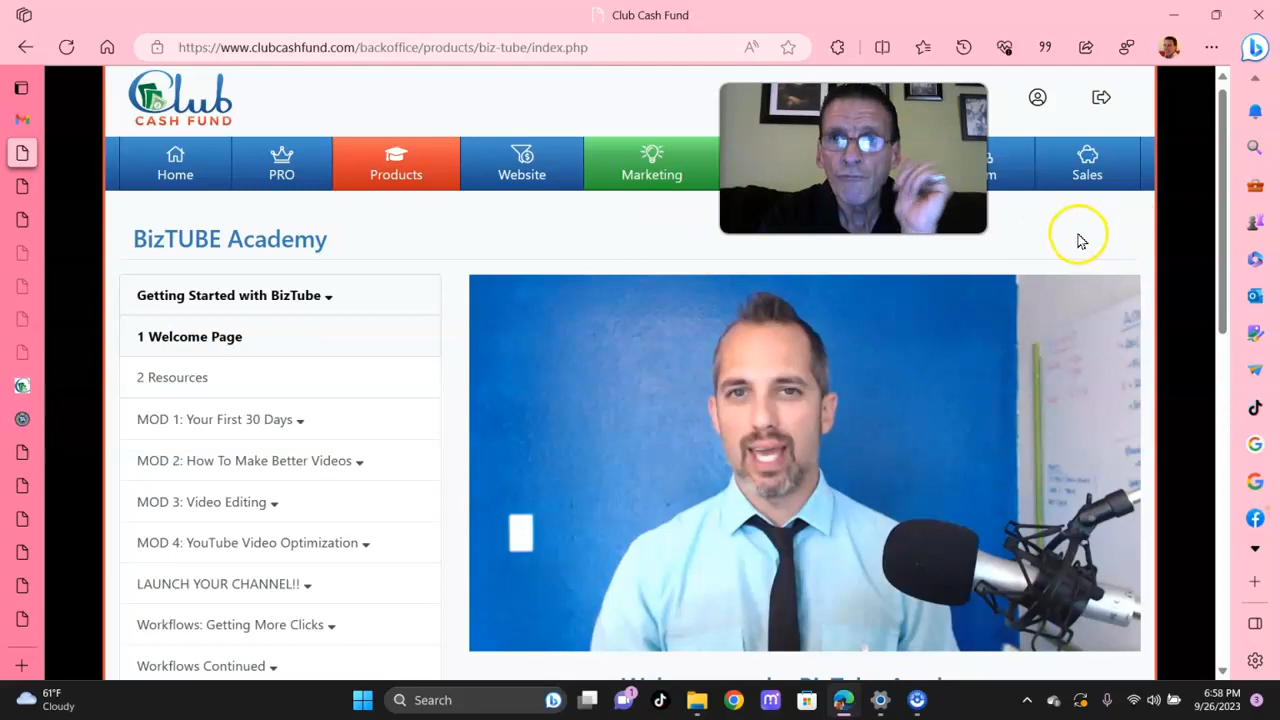 Club Cash Fund
https://www.clubcashfund.com/backoffice/products/biz-tube/index.php
Club
CASH FUND
Home
PRO
Products
Website
Marketing
Sales
BizTUBE Academy
Getting Started with BizTube
1 Welcome Page
2 Resources
MOD 1: Your First 30 Days
MOD 2: How To Make Better Videos
MOD 3: Video Editing
MOD 4: YouTube Video Optimization
LAUNCH YOUR CHANNEL!!
Workflows: Getting More Clicks
Workflows Continued
61°F
Cloudy
Search
6:58 PM
9/26/2023